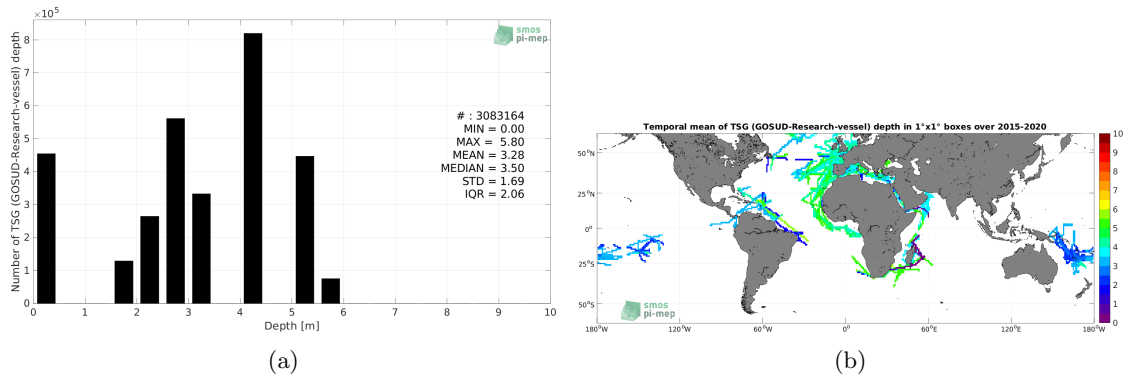 ×10⁵
smos
pi-mep
Number of TSG (GOSUD-Research-vessel) depth
8
7
6
5
4
3
2
1
0
# : 3083164
MIN = 0.00
MAX = 5.80
MEAN = 3.28
MEDIAN = 3.50
STD = 1.69
IQR = 2.06
0 1 2 3 4 5 6 7 8 9 10
Depth [m]
(a)
Temporal mean of TSG (GOSUD-Research-vessel) depth in 1°x1° boxes over 2015-2020
50°N
25°N
0°
25°S
50°S
smos
pi-mep
180°W 120°W 60°W 0° 60°E 120°E 180°W
10
9
8
7
6
5
4
3
2
1
0
(b)